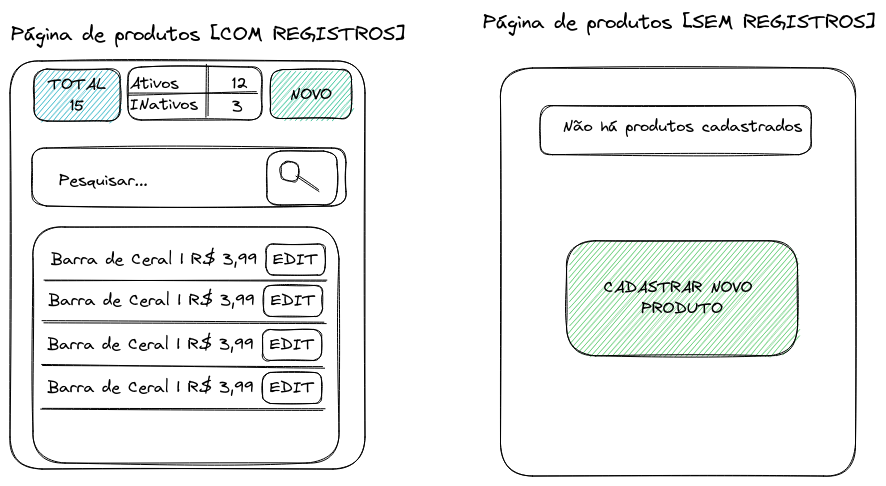 Página de produtos [COM REGISTROS]
TOTAL
15
Ativos 12
INativos 3
NOVO
Pesquisar...
Barra de Ceral | R$ 3,99 EDIT
Barra de Ceral | R$ 3,99 EDIT
Barra de Ceral | R$ 3,99 EDIT
Barra de Ceral | R$ 3,99 EDIT
Página de produtos [SEM REGISTROS]
Não há produtos cadastrados
CADASTRAR NOVO
PRODUTO